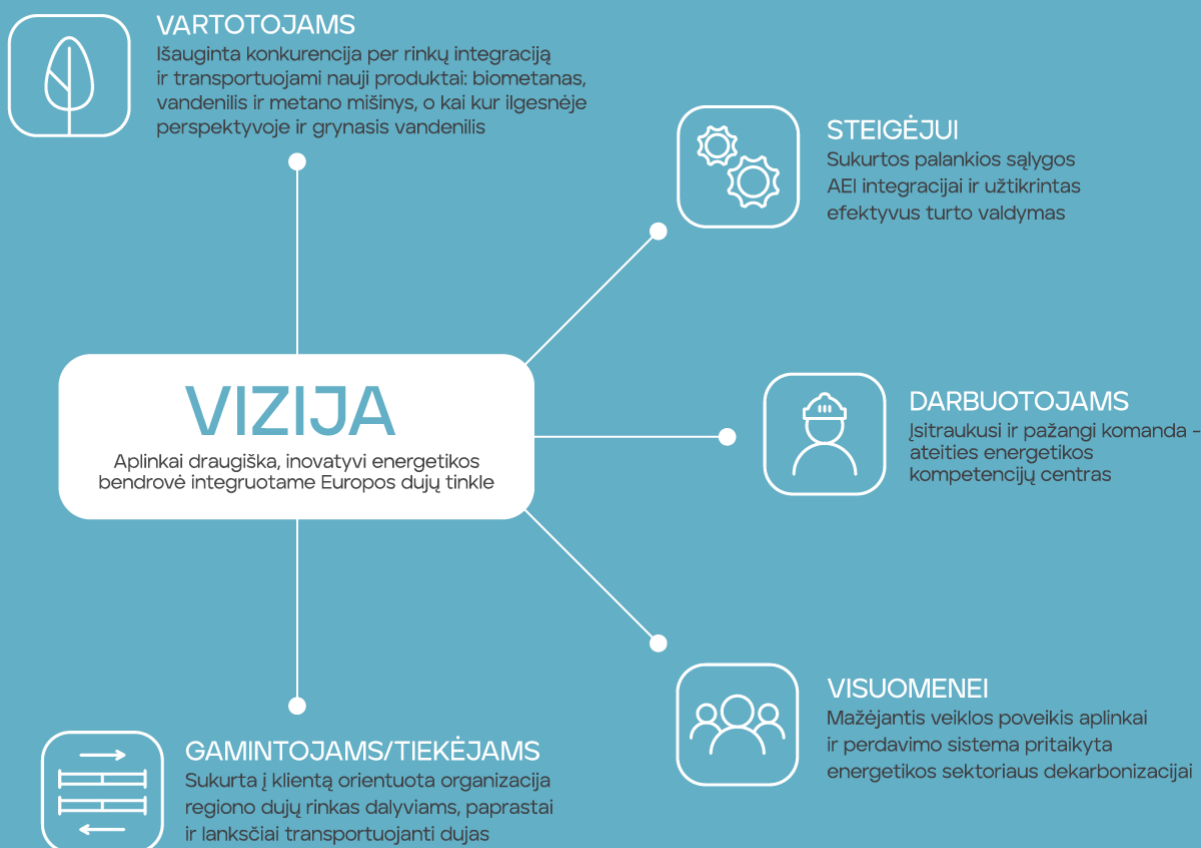 VARTOTOJAMS
Išauginta konkurencija per rinkų integraciją
ir transportuojami nauji produktai: biometanas,
vandenilis ir metano mišinys, o kai kur ilgesnėje
perspektyvoje ir grynasis vandenilis
STEIGĖJUI
Sukurtos palankios sąlygos
AEI integracijai ir užtikrintas
efektyvus turto valdymas
VIZIJA
Aplinkai draugiška, inovatyvi energetikos
bendrovė integruotame Europos dujų tinkle
DARBUOTOJAMS
Įsitraukusi ir pažangi komanda –
ateities energetikos
kompetencijų centras
VISUOMENEI
Mažėjantis veiklos poveikis aplinkai
ir perdavimo sistema pritaikyta
energetikos sektoriaus dekarbonizacijai
GAMINTOJAMS/TIEKĖJAMS
Sukurta į klientą orientuota organizacija
regiono dujų rinkas dalyviams, paprastai
ir lanksčiai transportuojanti dujas